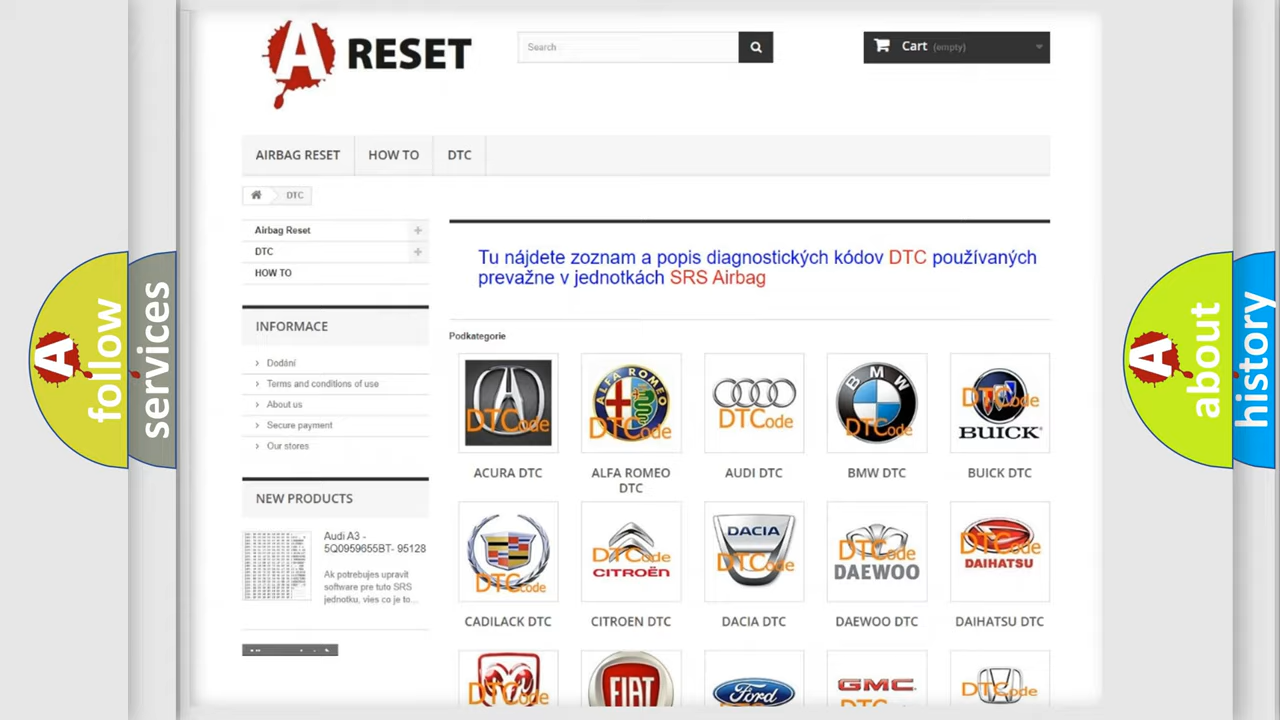 A RESET
Search
Cart (empty)
AIRBAG RESET
HOW TO
DTC
DTC
Airbag Reset
DTC
HOW TO
INFORMACE
Dodání
Terms and conditions of use
About us
Secure payment
Our stores
NEW PRODUCTS
Audi A3 -
5Q0959655BT- 95128
Ak potrebujes upravit
software pre tuto SRS
jednotku, vies co je to...
Tu nájdete zoznam a popis diagnostických kódov DTC používaných
prevažne v jednotkách SRS Airbag
Podkategorie
DTCode
ALFA ROMEO
DTCode
DTCode
BMW
DTCode
DTCode
BUICK
ACURA DTC
ALFA ROMEO
DTC
AUDI DTC
BMW DTC
BUICK DTC
DTCode
DTCode
CITROËN
DACIA
DTCode
DTCode
DAEWOO
DTCode
DAIHATSU
CADILACK DTC
CITROEN DTC
DACIA DTC
DAEWOO DTC
DAIHATSU DTC
DTCode
FIAT
Ford
DTCode
GMC
DTCode
A follow
services
A about
history